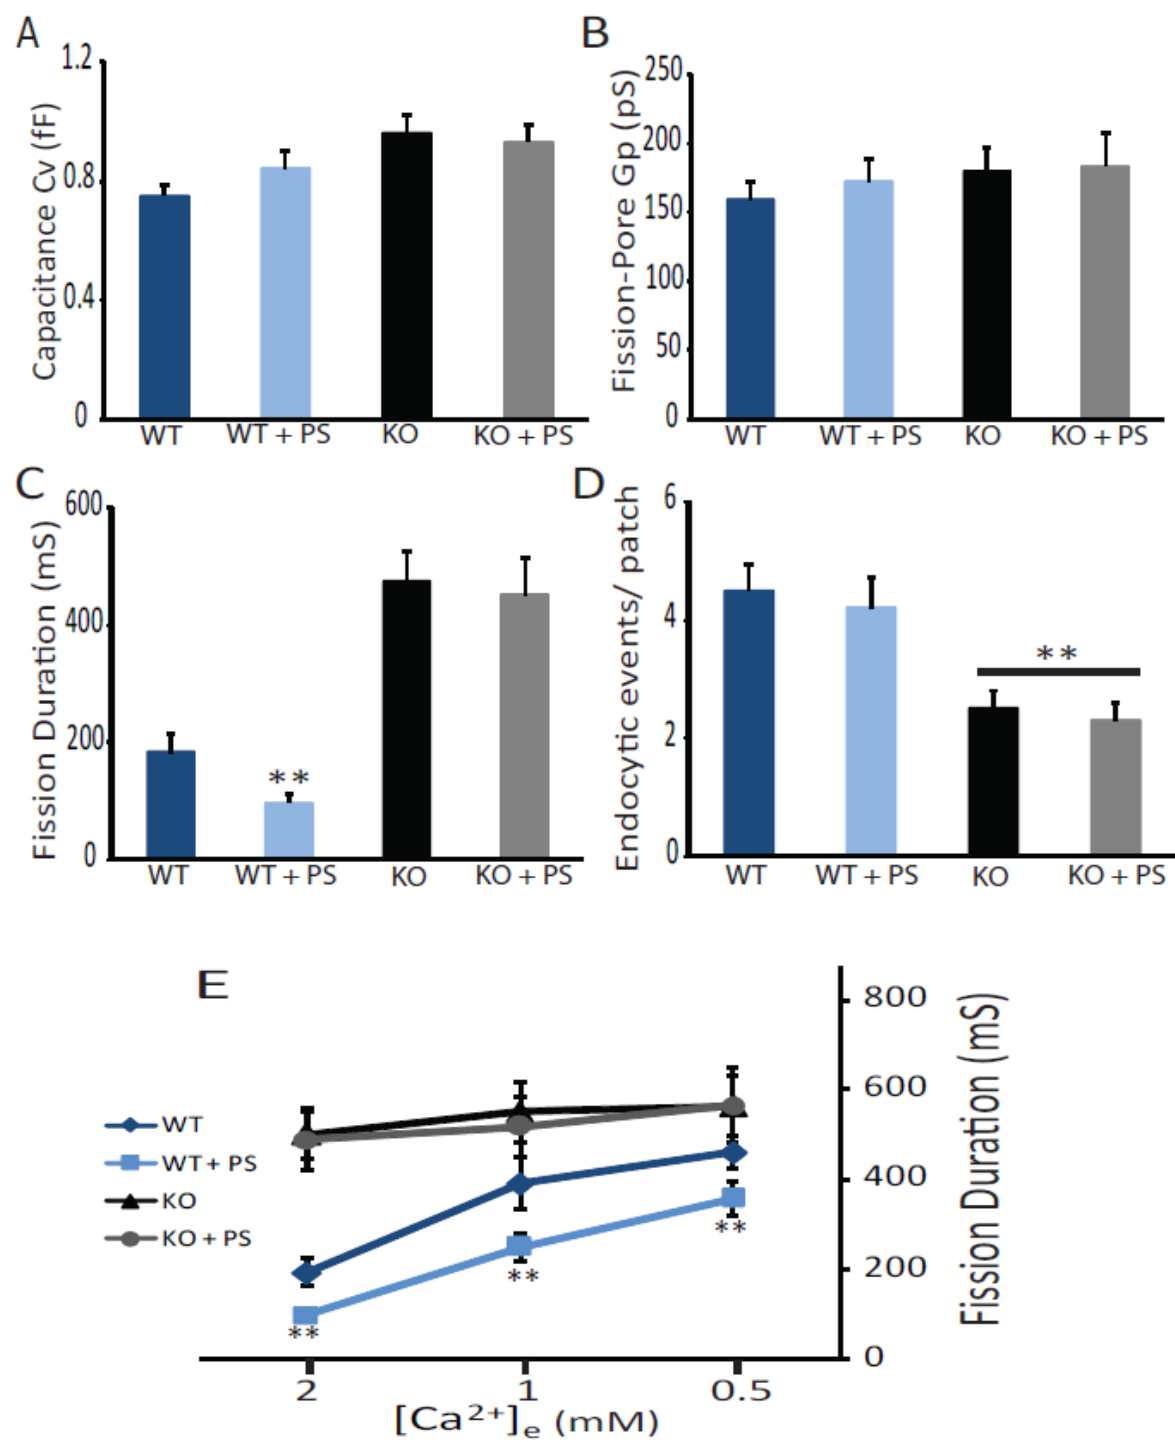 A
Capacitance Cv (fF)
1.2
0.8
0.4
0
WT
WT + PS
KO
KO + PS
B
Fission-Pore Gp (pS)
250
200
150
100
50
0
WT
WT + PS
KO
KO + PS
C
Fission Duration (mS)
600
400
200
0
**
WT
WT + PS
KO
KO + PS
D
Endocytic events/ patch
6
4
2
0
**
WT
WT + PS
KO
KO + PS
E
WT
WT + PS
KO
KO + PS
**
**
**
800
600
400
200
0
Fission Duration (mS)
2
1
0.5
[Ca²⁺]ₑ (mM)